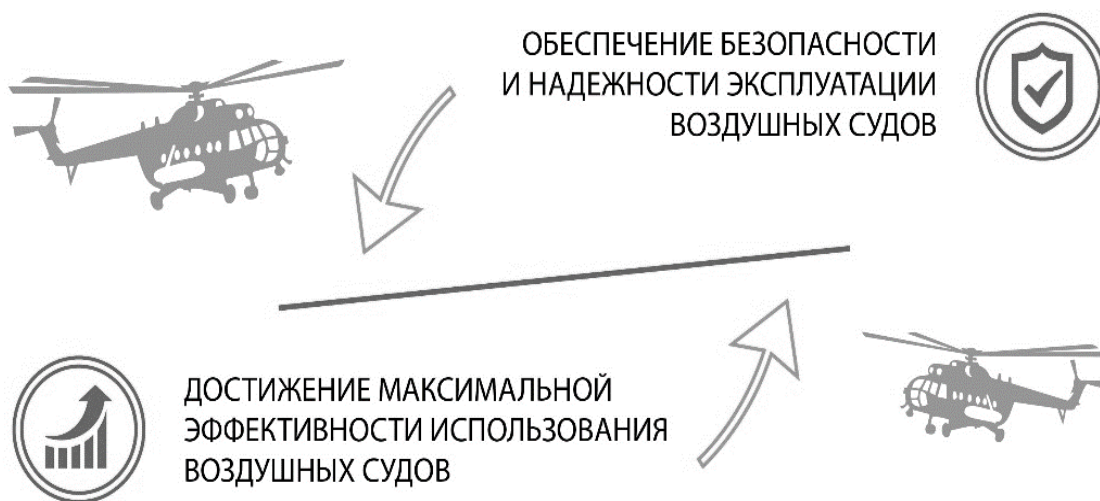 ОБЕСПЕЧЕНИЕ БЕЗОПАСНОСТИ
И НАДЕЖНОСТИ ЭКСПЛУАТАЦИИ
ВОЗДУШНЫХ СУДОВ
ДОСТИЖЕНИЕ МАКСИМАЛЬНОЙ
ЭФФЕКТИВНОСТИ ИСПОЛЬЗОВАНИЯ
ВОЗДУШНЫХ СУДОВ